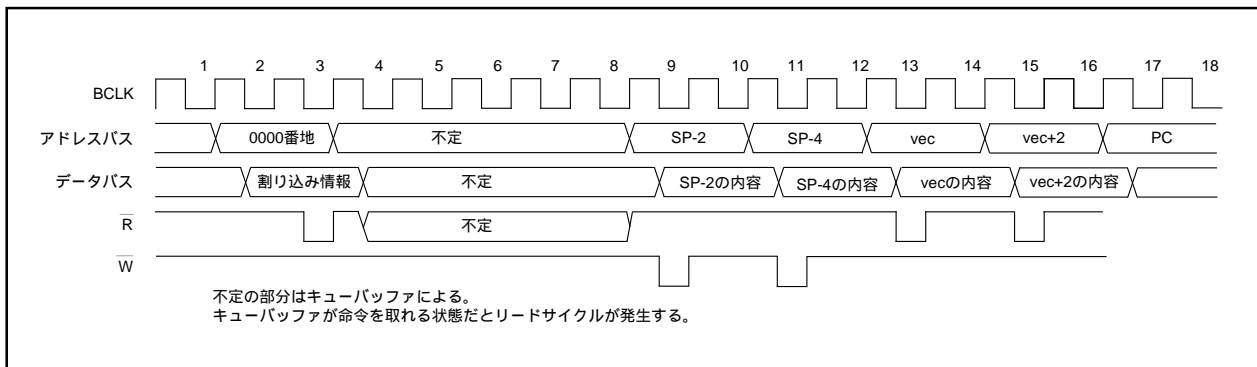 1 2 3 4 5 6 7 8 9 10 11 12 13 14 15 16 17 18
BCLK
アドレスバス 0000番地 不定 SP-2 SP-4 vec vec+2 PC
データバス 割り込み情報 不定 SP-2の内容 SP-4の内容 vecの内容 vec+2の内容
R 不定
W
不定の部分はキューバッファによる。
キューバッファが命令を取れる状態だとリードサイクルが発生する。